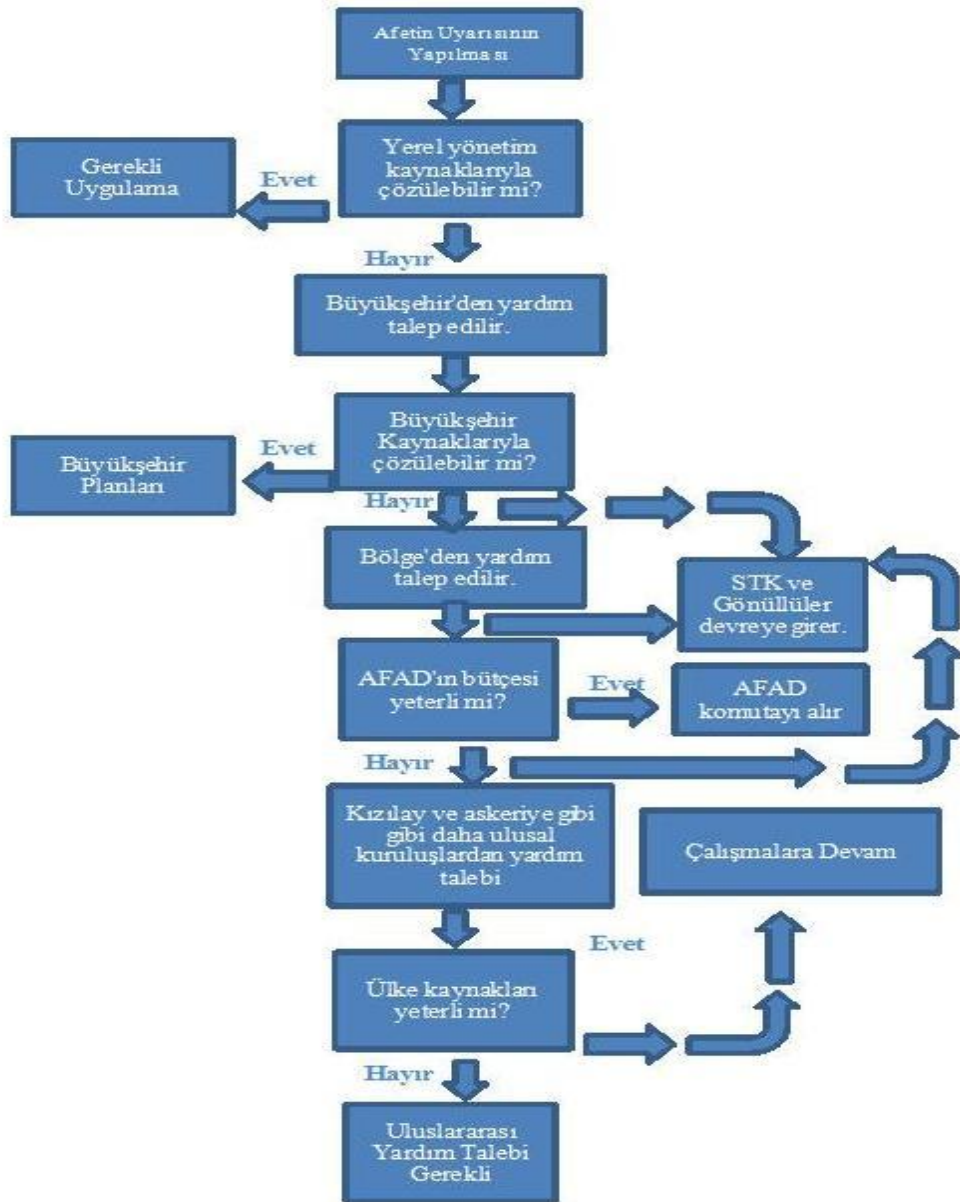 Afetin Uyarısının
Yapılması
Yerel yönetim
kaynaklarıyla
çözülebilir mi?
Evet
Gerekli
Uygulama
Hayır
Büyükşehir'den yardım
talep edilir.
Büyükşehir
Kaynaklarıyla
çözülebilir mi?
Evet
Büyükşehir
Planları
Hayır
Bölge'den yardım
talep edilir.
STK ve
Gönüllüler
devreye girer.
AFAD'ın bütçesi
yeterli mi?
Evet
AFAD
komutayı alır
Hayır
Kızılay ve askeriye gibi
gibi daha ulusal
kuruluşlardan yardım
talebi
Çalışmalara Devam
Evet
Ülke kaynakları
yeterli mi?
Hayır
Uluslararası
Yardım Talebi
Gerekli